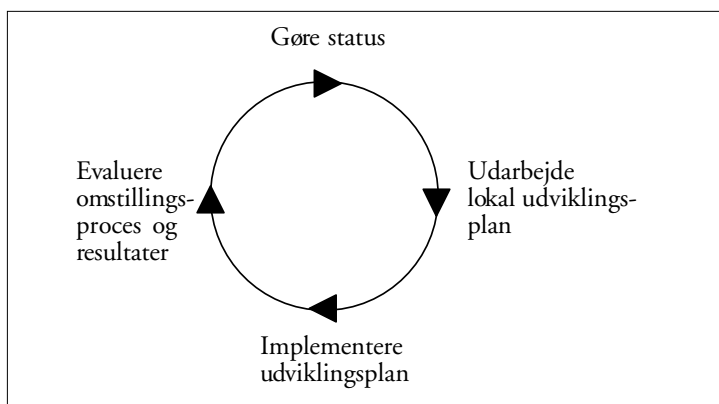 Gøre status
Udarbejde
lokal udviklings-
plan
Implementere
udviklingsplan
Evaluere
omstillings-
proces og
resultater